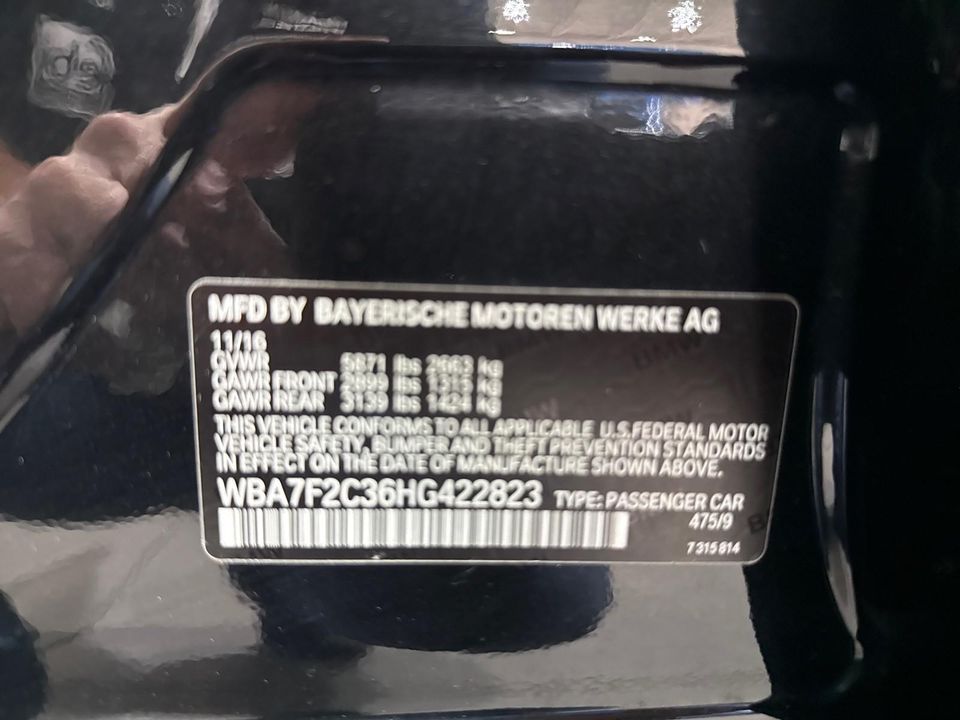 MFD BY BAYERISCHE MOTOREN WERKE AG
11/16
GVWR 5871 lbs 2663 kg
GAWR FRONT 2899 lbs 1315 kg
GAWR REAR 3139 lbs 1424 kg
THIS VEHICLE CONFORMS TO ALL APPLICABLE U.S. FEDERAL MOTOR
VEHICLE SAFETY, BUMPER AND THEFT PREVENTION STANDARDS
IN EFFECT ON THE DATE OF MANUFACTURE SHOWN ABOVE.
WBA7F2C36HG422823 TYPE: PASSENGER CAR
475/9
7 315 814